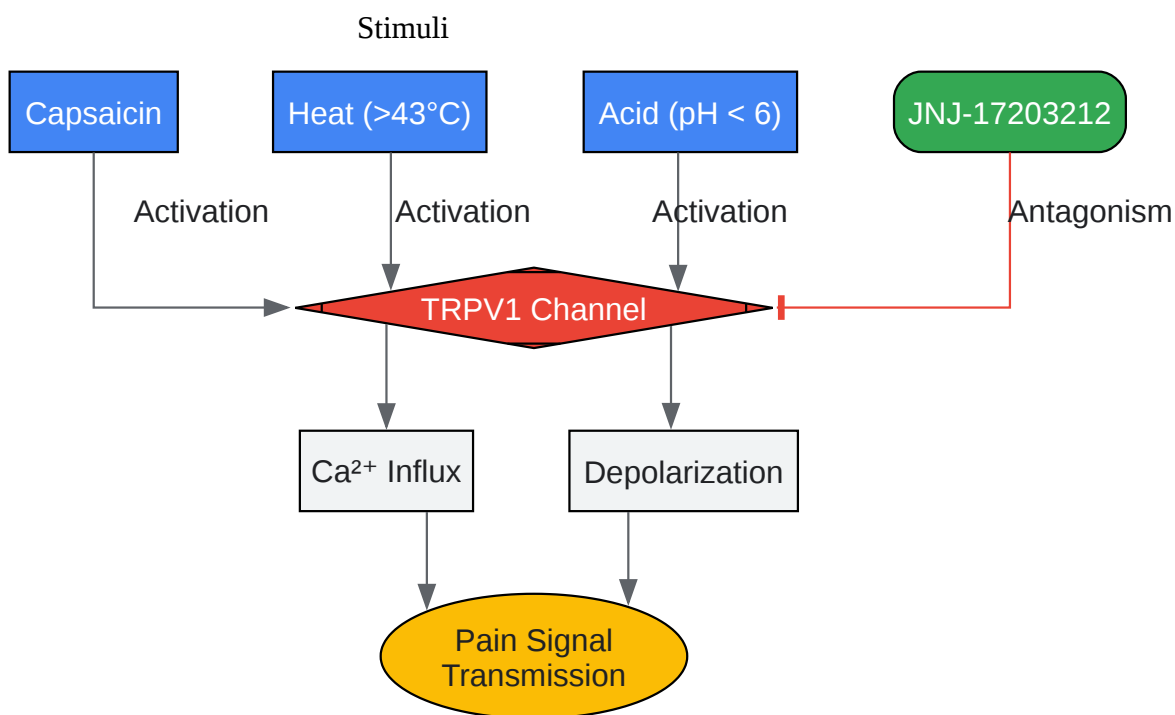 Stimuli
Capsaicin
Heat (>43°C)
Acid (pH < 6)
JNJ-17203212
Activation
Activation
Activation
Antagonism
TRPV1 Channel
Ca²⁺ Influx
Depolarization
Pain Signal
Transmission